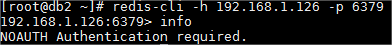 [root@db2 ~]# redis-cli -h 192.168.1.126 -p 6379
192.168.1.126:6379> info
NOAUTH Authentication required.